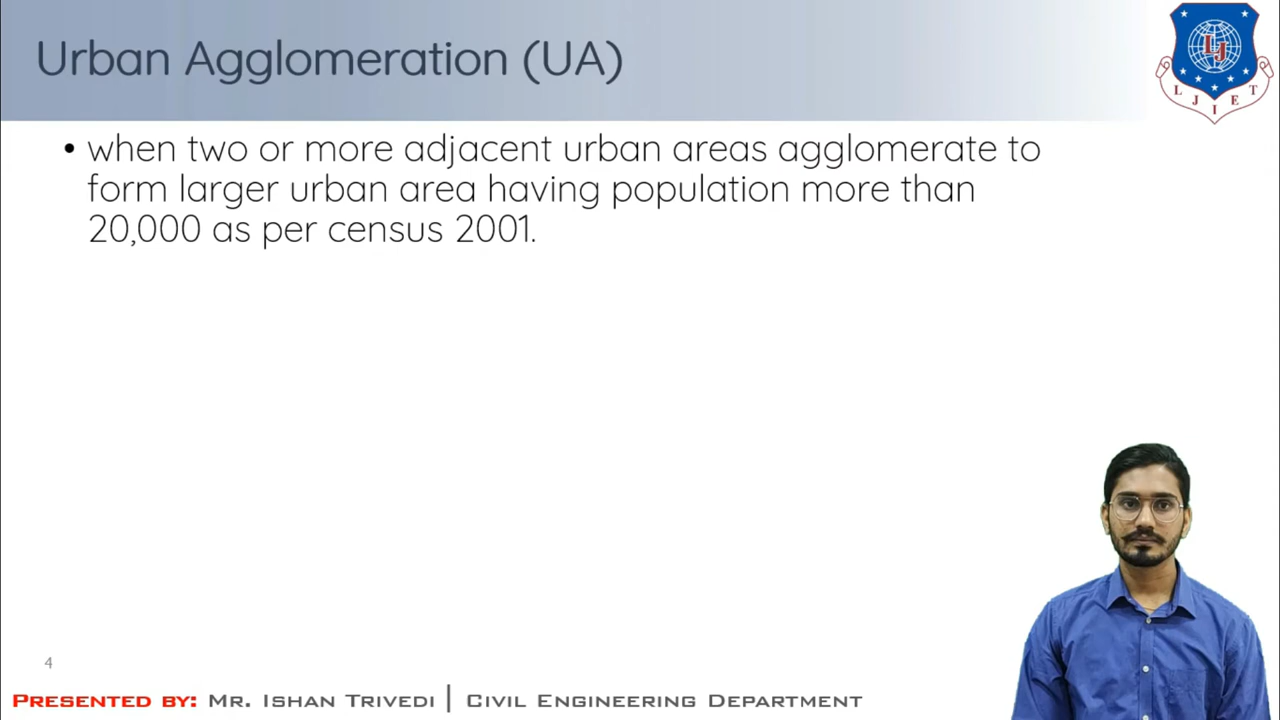 Urban Agglomeration (UA)
LJ
L J I E T
• when two or more adjacent urban areas agglomerate to
form larger urban area having population more than
20,000 as per census 2001.
4
PRESENTED BY: MR. ISHAN TRIVEDI | CIVIL ENGINEERING DEPARTMENT